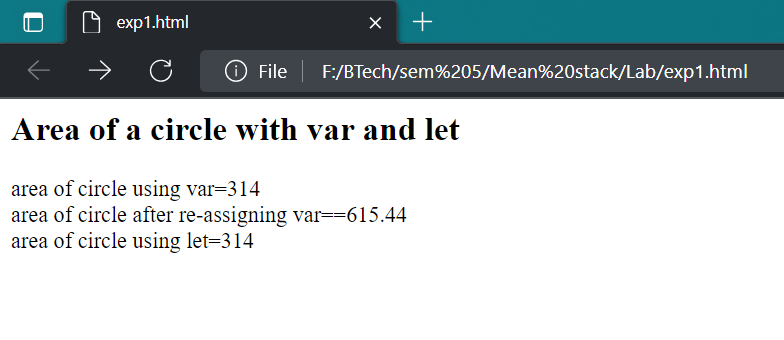 exp1.html
File F:/BTech/sem%205/Mean%20stack/Lab/exp1.html
Area of a circle with var and let
area of circle using var=314
area of circle after re-assigning var==615.44
area of circle using let=314